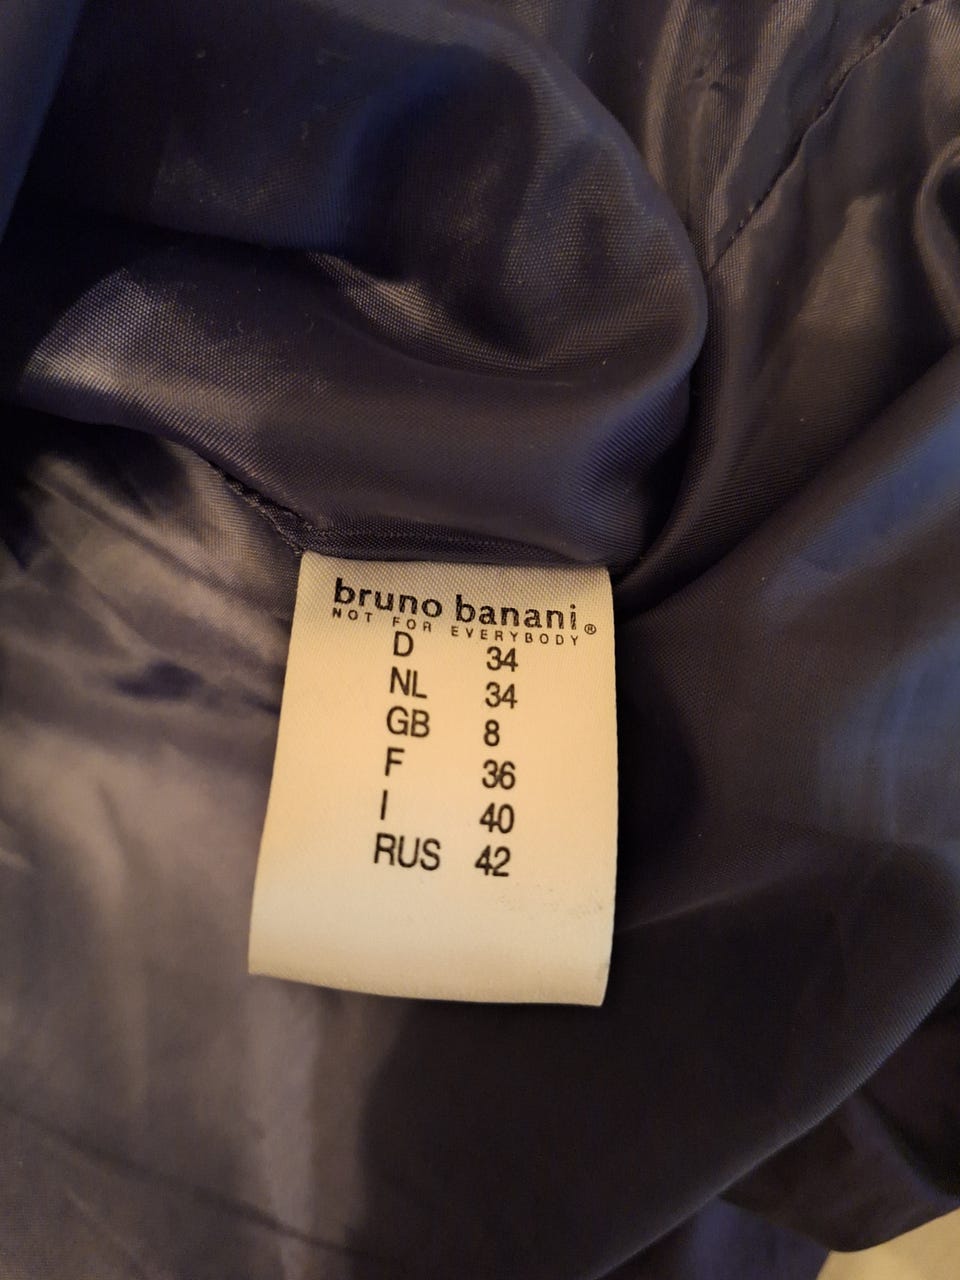 bruno banani®
NOT FOR EVERYBODY
D 34
NL 34
GB 8
F 36
I 40
RUS 42